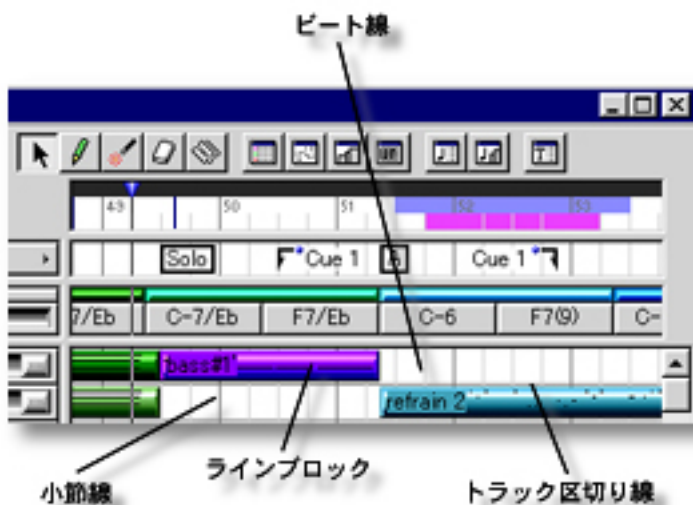 ビート線
49 50 51 52 53
Solo Cue 1 B Cue 1
7/Eb C-7/Eb F7/Eb C-6 F7(9) C-
bass#1
refrain 2
ラインブロック
小節線 トラック区切り線